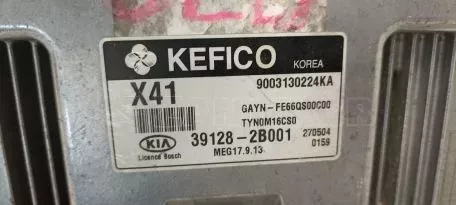 KEFICO
KOREA
X41
9003130224KA
GAYN-FE66QS00C00
TYN0M16CS0
KIA
39128-2B001
270504
Licence Bosch
MEG17.9.13
0159